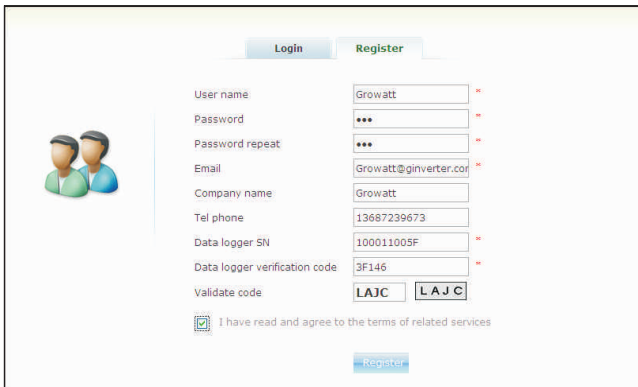 Login Register
User name Growatt *
Password ••• *
Password repeat ••• *
Email Growatt@ginverter.cor *
Company name Growatt
Tel phone 13687239673
Data logger SN 100011005F *
Data logger verification code 3F146 *
Validate code LAJC LAJC
I have read and agree to the terms of related services
Register